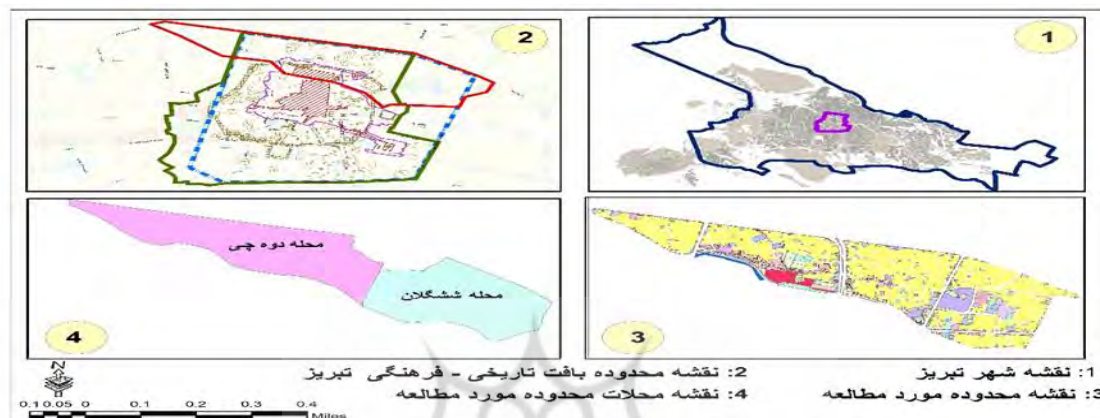 2
1
محله دوه چی
محله ششگلان
4
3
1: نقشه شهر تبریز
2: نقشه محدوده بافت تاریخی - فرهنگی تبریز
3: نقشه محدوده مورد مطالعه
4: نقشه محلات محدوده مورد مطالعه
N
0.1 0.05 0 0.1 0.2 0.3 0.4
Miles